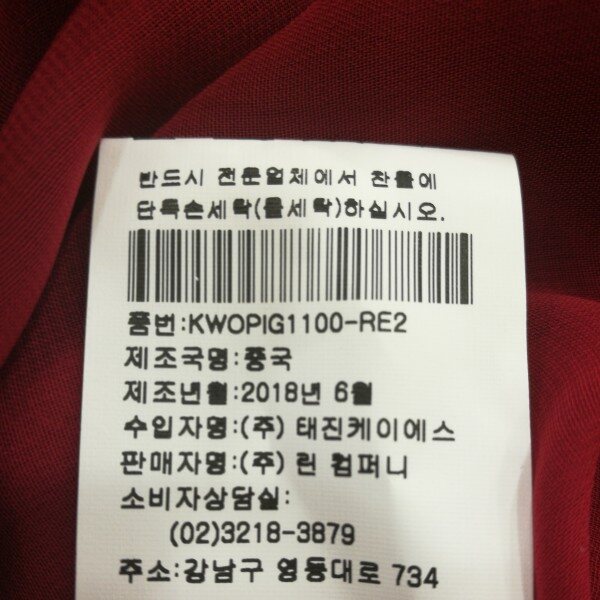 반드시 전문업체에서 찬물에
단독손세탁(물세탁)하십시오.
품번:KWOPIG1100-RE2
제조국명:중국
제조년월:2018년 6월
수입자명:(주) 태진케이에스
판매자명:(주) 린 컴퍼니
소비자상담실:
(02)3218-3879
주소:강남구 영동대로 734